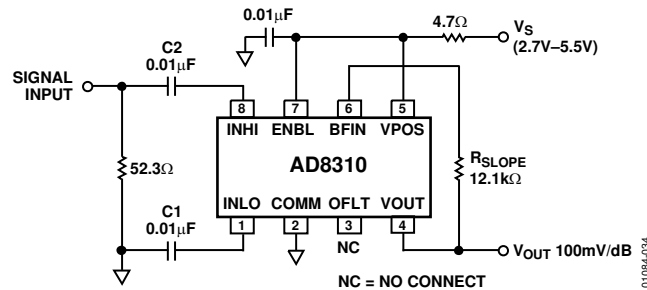 0.01µF
4.7Ω
VS
(2.7V–5.5V)
C2
0.01µF
SIGNAL
INPUT
8 7 6 5
INHI ENBL BFIN VPOS
AD8310
52.3Ω
RSLOPE
12.1kΩ
C1
0.01µF
INLO COMM OFLT VOUT
1 2 3 4
NC
VOUT 100mV/dB
NC = NO CONNECT
01084-034